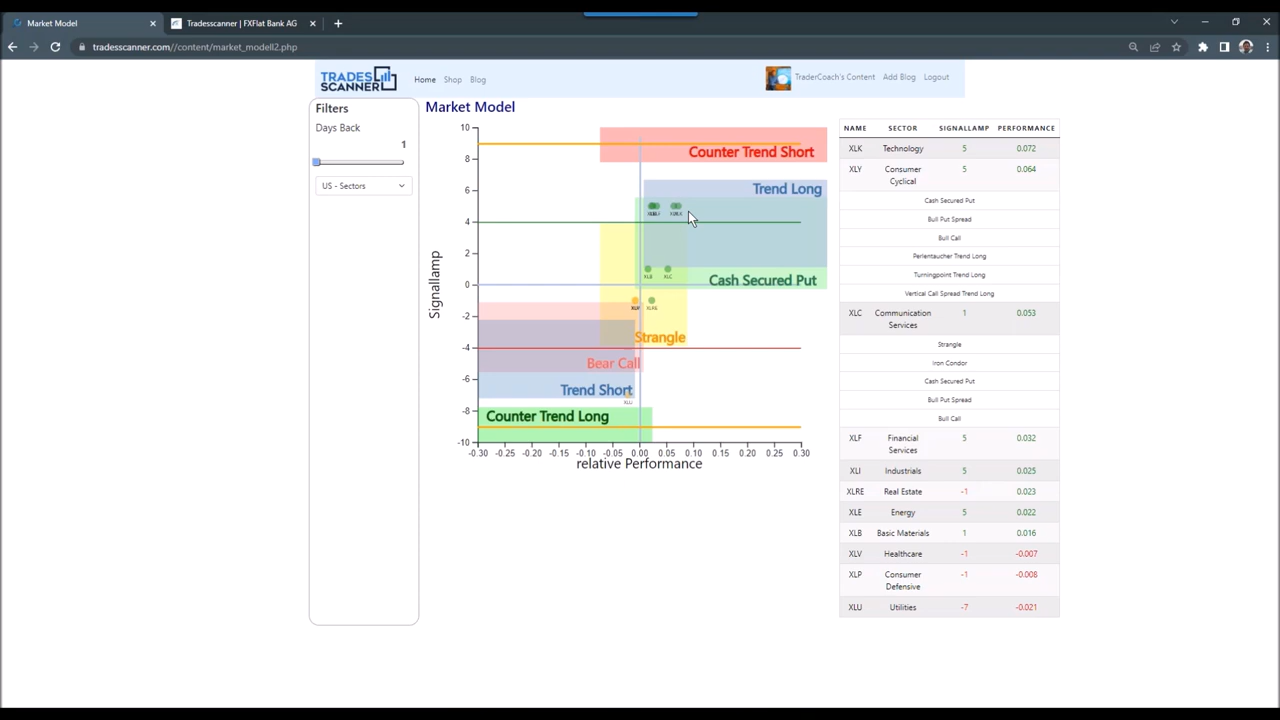 Market Model
Tradesscanner | FXFlat Bank AG
tradesscanner.com//content/market_modell2.php
TRADES
SCANNER
Home
Shop
Blog
TraderCoach's Content
Add Blog
Logout
Filters
Days Back
1
US - Sectors
Market Model
Counter Trend Short
Trend Long
Cash Secured Put
Strangle
Bear Call
Trend Short
Counter Trend Long
10
8
6
4
2
0
-2
-4
-6
-8
-10
Signallamp
XLC
XLRE
XLU
-0.30 -0.25 -0.20 -0.15 -0.10 -0.05 0.00 0.05 0.10 0.15 0.20 0.25 0.30
relative Performance
NAME SECTOR SIGNALLAMP PERFORMANCE
XLK Technology 5 0.072
XLY Consumer Cyclical 5 0.064
Cash Secured Put
Bull Put Spread
Bull Call
Perlentaucher Trend Long
Turningpoint Trend Long
Vertical Call Spread Trend Long
XLC Communication Services 1 0.053
Strangle
Iron Condor
Cash Secured Put
Bull Put Spread
Bull Call
XLF Financial Services 5 0.032
XLI Industrials 5 0.025
XLRE Real Estate -1 0.023
XLE Energy 5 0.022
XLB Basic Materials 1 0.016
XLV Healthcare -1 -0.007
XLP Consumer Defensive -1 -0.008
XLU Utilities -7 -0.021